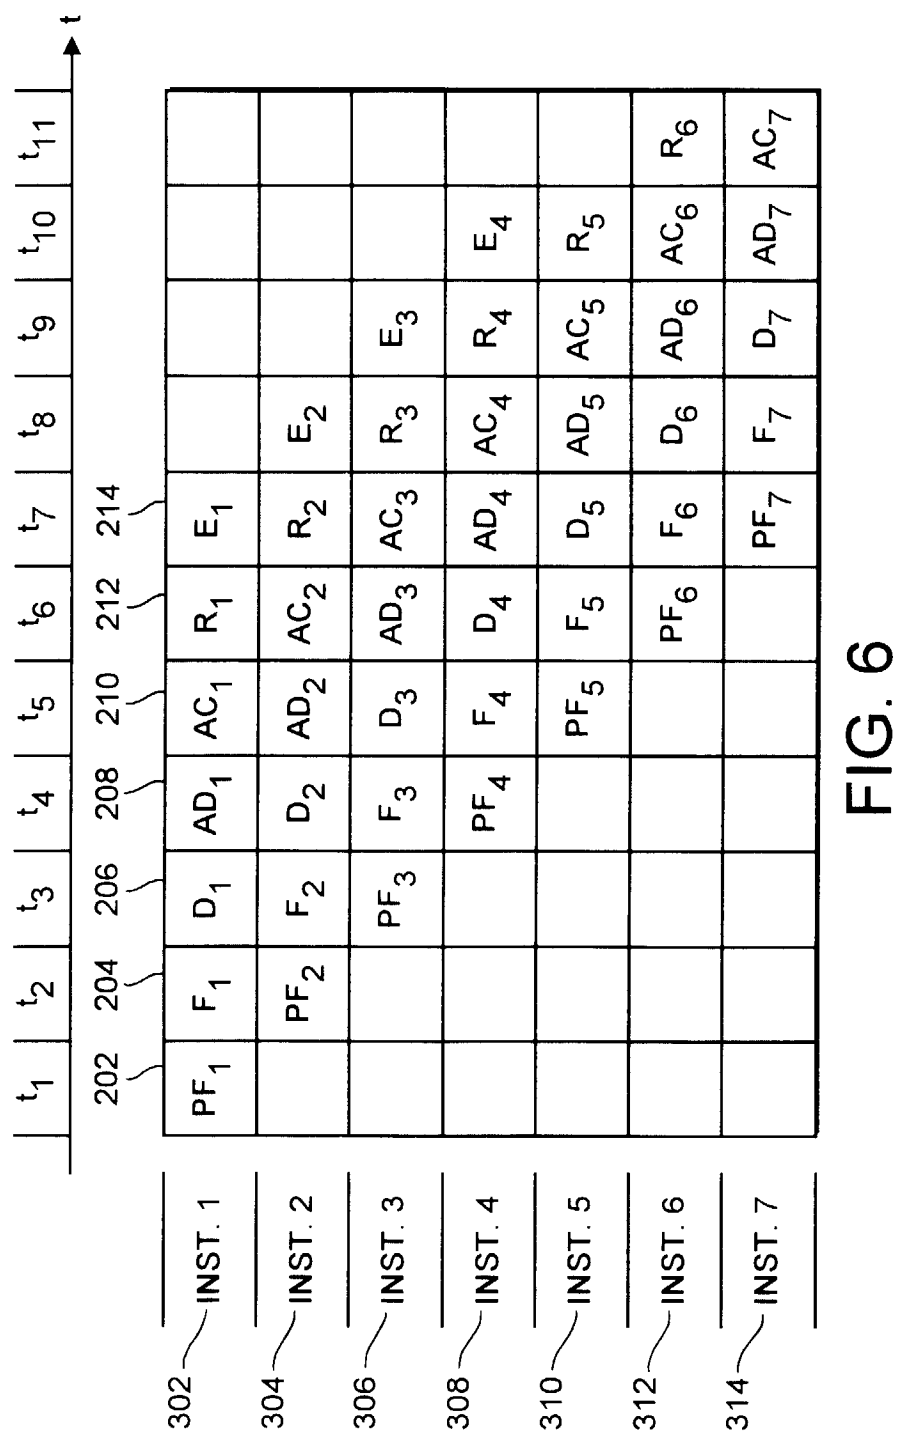 t1 t2 t3 t4 t5 t6 t7 t8 t9 t10 t11 t
202 204 206 208 210 212 214
302 INST. 1 PF1 F1 D1 AD1 AC1 R1 E1
304 INST. 2 PF2 F2 D2 AD2 AC2 R2 E2
306 INST. 3 PF3 F3 D3 AD3 AC3 R3 E3
308 INST. 4 PF4 F4 D4 AD4 AC4 R4 E4
310 INST. 5 PF5 F5 D5 AD5 AC5 R5
312 INST. 6 PF6 F6 D6 AD6 AC6 R6
314 INST. 7 PF7 F7 D7 AD7 AC7
FIG. 6